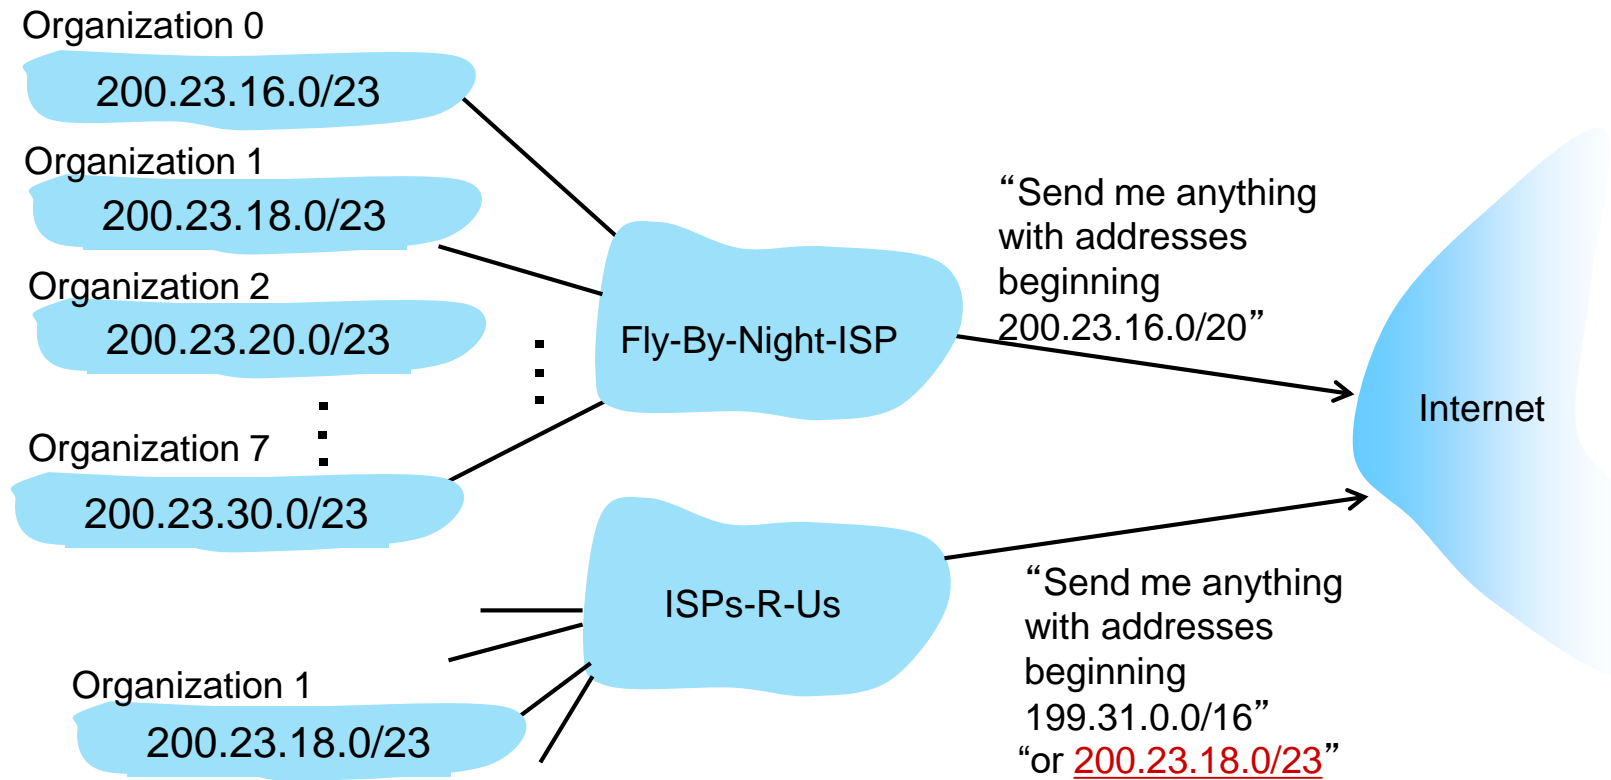 Organization 0
200.23.16.0/23
Organization 1
200.23.18.0/23
Organization 2
200.23.20.0/23
Organization 7
200.23.30.0/23
Fly-By-Night-ISP
“Send me anything
with addresses
beginning
200.23.16.0/20”
Internet
ISPs-R-Us
Organization 1
200.23.18.0/23
“Send me anything
with addresses
beginning
199.31.0.0/16”
“or 200.23.18.0/23”